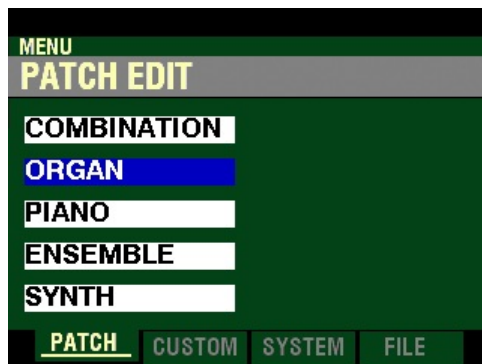 MENU
PATCH EDIT
COMBINATION
ORGAN
PIANO
ENSEMBLE
SYNTH
PATCH CUSTOM SYSTEM FILE